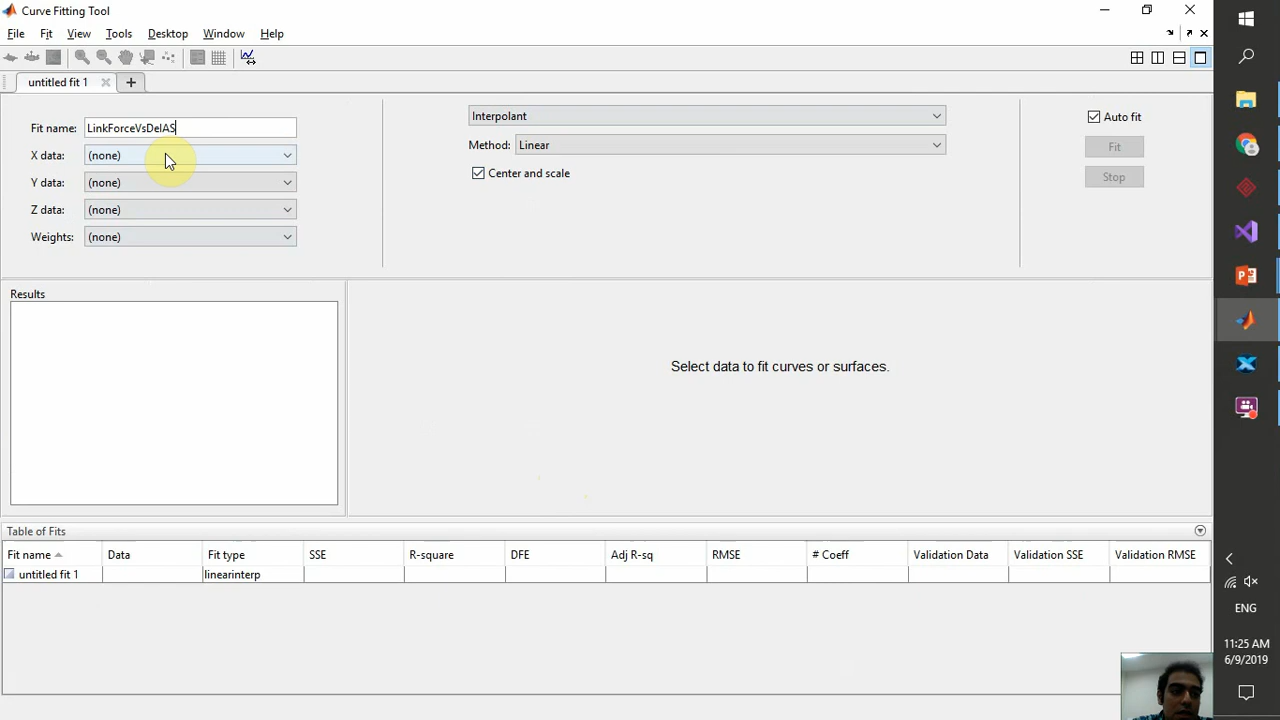 Curve Fitting Tool
File Fit View Tools Desktop Window Help
untitled fit 1
Fit name: LinkForceVsDelAS
X data: (none)
Y data: (none)
Z data: (none)
Weights: (none)
Interpolant
Method: Linear
Center and scale
Auto fit
Fit
Stop
Results
Select data to fit curves or surfaces.
Table of Fits
Fit name Data Fit type SSE R-square DFE Adj R-sq RMSE # Coeff Validation Data Validation SSE Validation RMSE
untitled fit 1 linearinterp
ENG
11:25 AM
6/9/2019